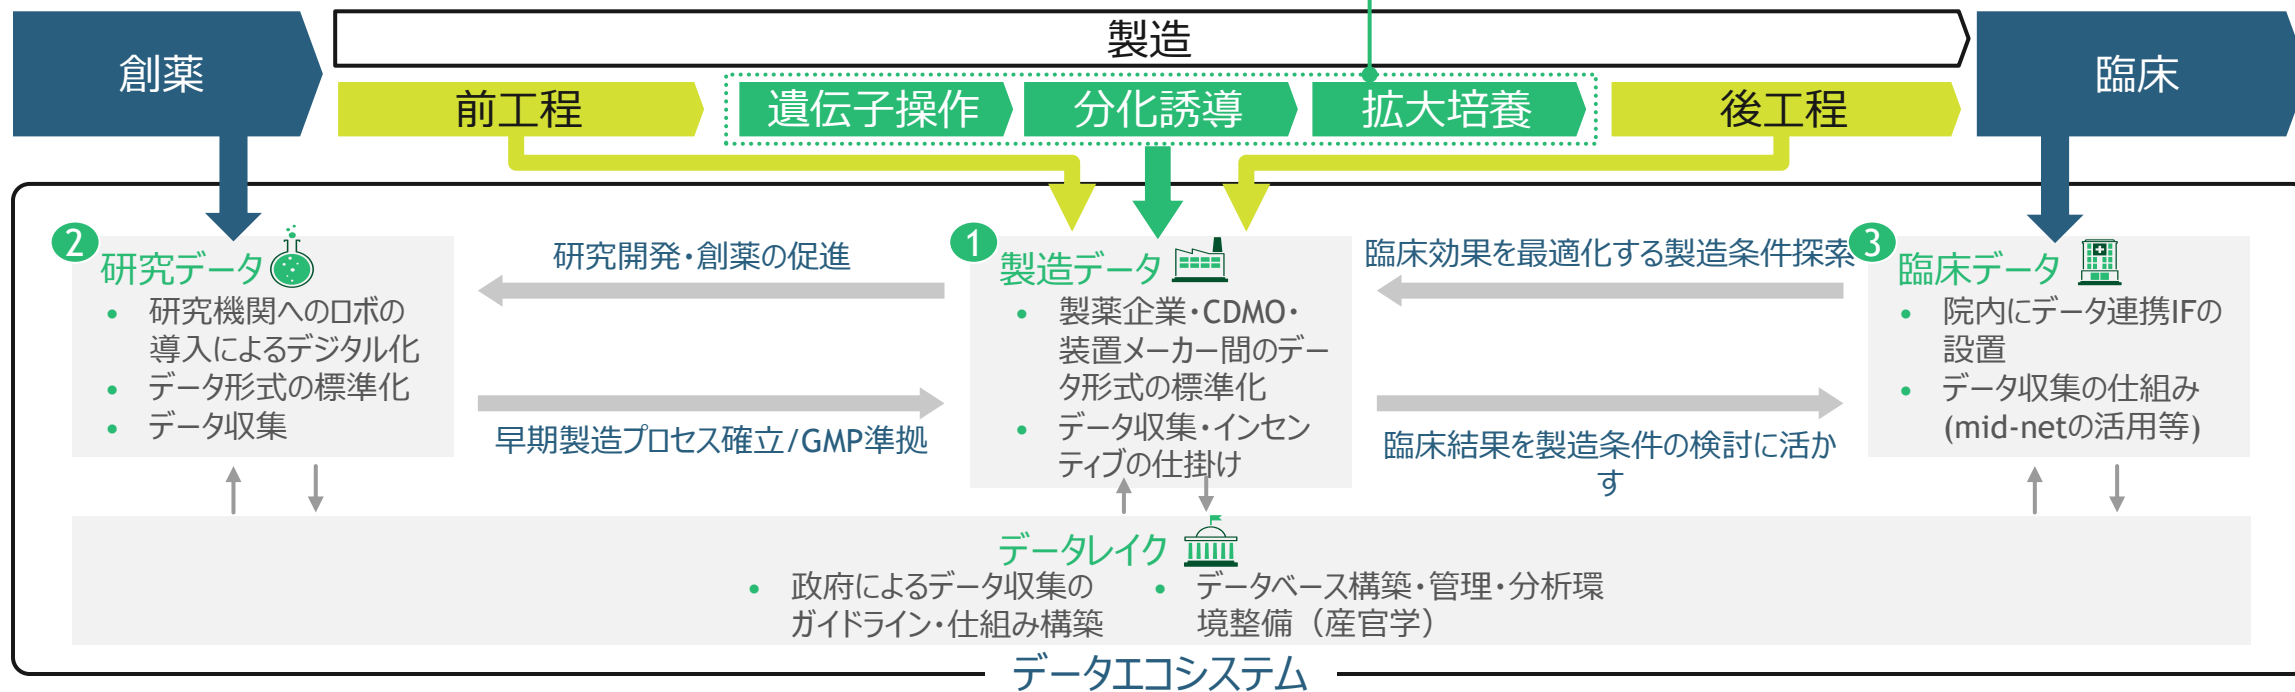 製造
創薬
臨床
前工程
遺伝子操作
分化誘導
拡大培養
後工程
2
研究データ
• 研究機関へのロボの
導入によるデジタル化
• データ形式の標準化
• データ収集
研究開発・創薬の促進
早期製造プロセス確立/GMP準拠
1
製造データ
• 製薬企業・CDMO・
装置メーカー間のデー
タ形式の標準化
• データ収集・インセン
ティブの仕掛け
臨床効果を最適化する製造条件探索
臨床結果を製造条件の検討に活か
す
3
臨床データ
• 院内にデータ連携IFの
設置
• データ収集の仕組み
(mid-netの活用等)
データレイク
• 政府によるデータ収集の
ガイドライン・仕組み構築
• データベース構築・管理・分析環
境整備（産官学）
データエコシステム